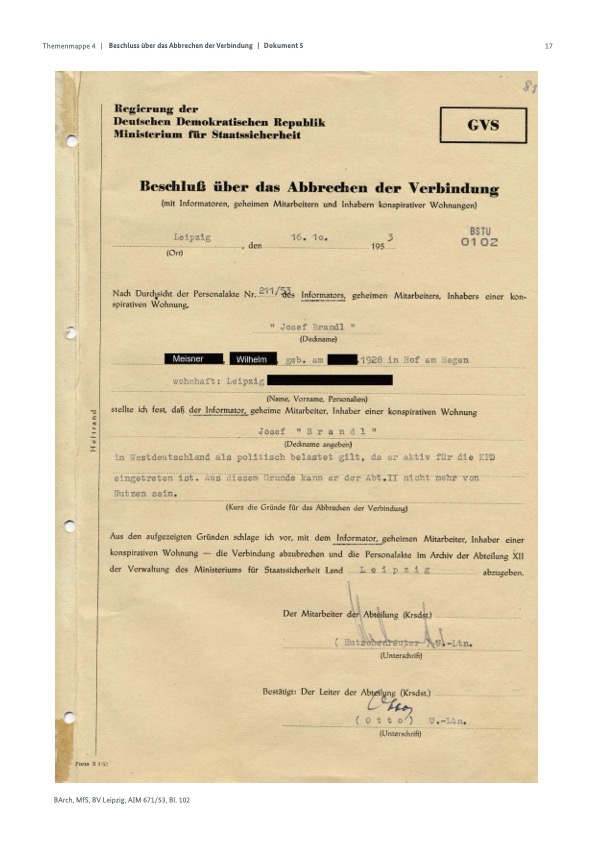 Themenmappe 4 | Beschluss über das Abbrechen der Verbindung | Dokument 5 17
81
Regierung der
Deutschen Demokratischen Republik
Ministerium für Staatssicherheit
GVS
Beschluß über das Abbrechen der Verbindung
(mit Informatoren, geheimen Mitarbeitern und Inhabern konspirativer Wohnungen)
BSTU
0102
Leipzig, den 16. 10. 1953
(Ort)
Nach Durchsicht der Personalakte Nr. 211/53 des Informators, geheimen Mitarbeiters, Inhabers einer kon-
spirativen Wohnung,
" Josef Brandl "
(Deckname)
Meisner, Wilhelm, geb. am .1928 in Hof am Regen
wohnhaft: Leipzig
(Name, Vorname, Personalien)
stellte ich fest, daß der Informator, geheime Mitarbeiter, Inhaber einer konspirativen Wohnung
Josef " B r a n d l "
(Deckname angeben)
in Westdeutschland als politisch belastet gilt, da er aktiv für die KPD
eingetreten ist. Aus diesem Grunde kann er der Abt.II nicht mehr von
Nutzen sein.
(Kurz die Gründe für das Abbrechen der Verbindung)
Aus den aufgezeigten Gründen schlage ich vor, mit dem Informator, geheimen Mitarbeiter, Inhaber einer
konspirativen Wohnung — die Verbindung abzubrechen und die Personalakte im Archiv der Abteilung XII
der Verwaltung des Ministeriums für Staatssicherheit Land L e i p z i g abzugeben.
Heftrand
Der Mitarbeiter der Abteilung (Krsdst.)
( Hutschenreuter ) U.-Ltn.
(Unterschrift)
Bestätigt: Der Leiter der Abteilung (Krsdst.)
Otto
( O t t o ) U.-Ltn.
(Unterschrift)
BArch, MfS, BV Leipzig, AIM 671/53, Bl. 102